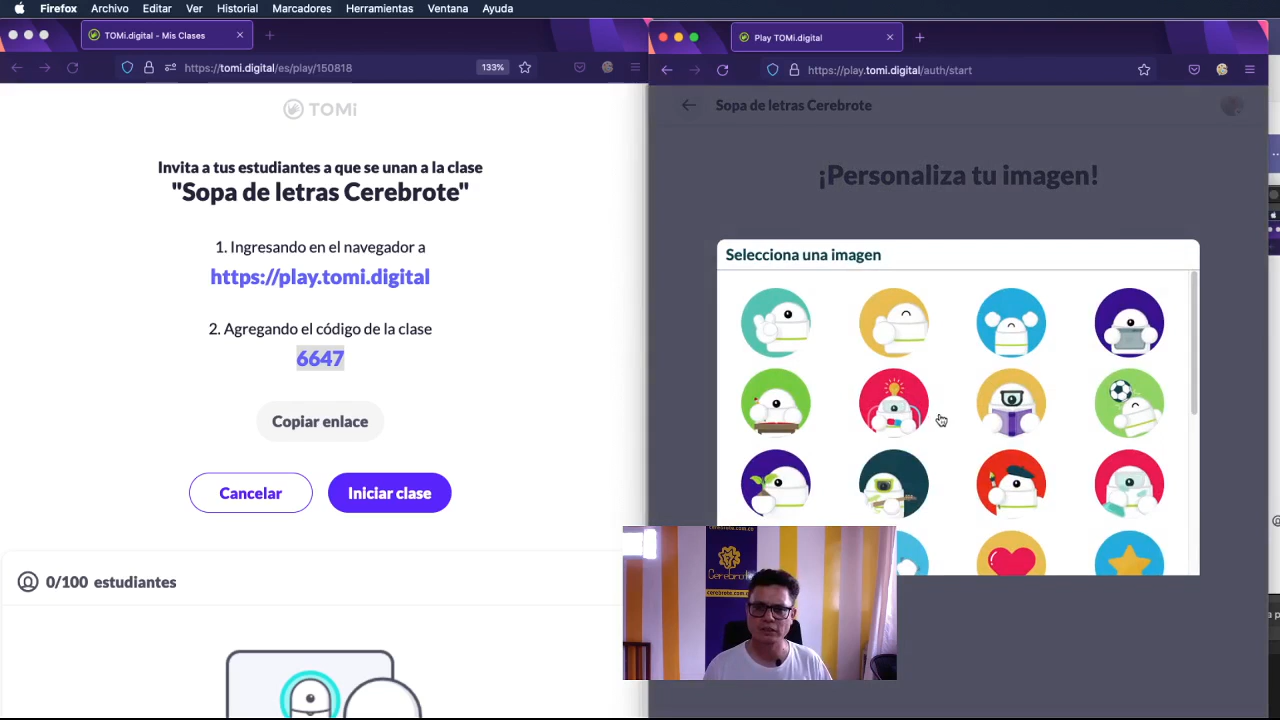 Firefox Archivo Editar Ver Historial Marcadores Herramientas Ventana Ayuda
TOMi.digital - Mis Clases
https://tomi.digital/es/play/150818
133%
TOMi
Invita a tus estudiantes a que se unan a la clase
"Sopa de letras Cerebrote"
1. Ingresando en el navegador a
https://play.tomi.digital
2. Agregando el código de la clase
6647
Copiar enlace
Cancelar
Iniciar clase
0/100 estudiantes
Play TOMi.digital
https://play.tomi.digital/auth/start
Sopa de letras Cerebrote
¡Personaliza tu imagen!
Selecciona una imagen
Cerebrote
cerebrote.com.co